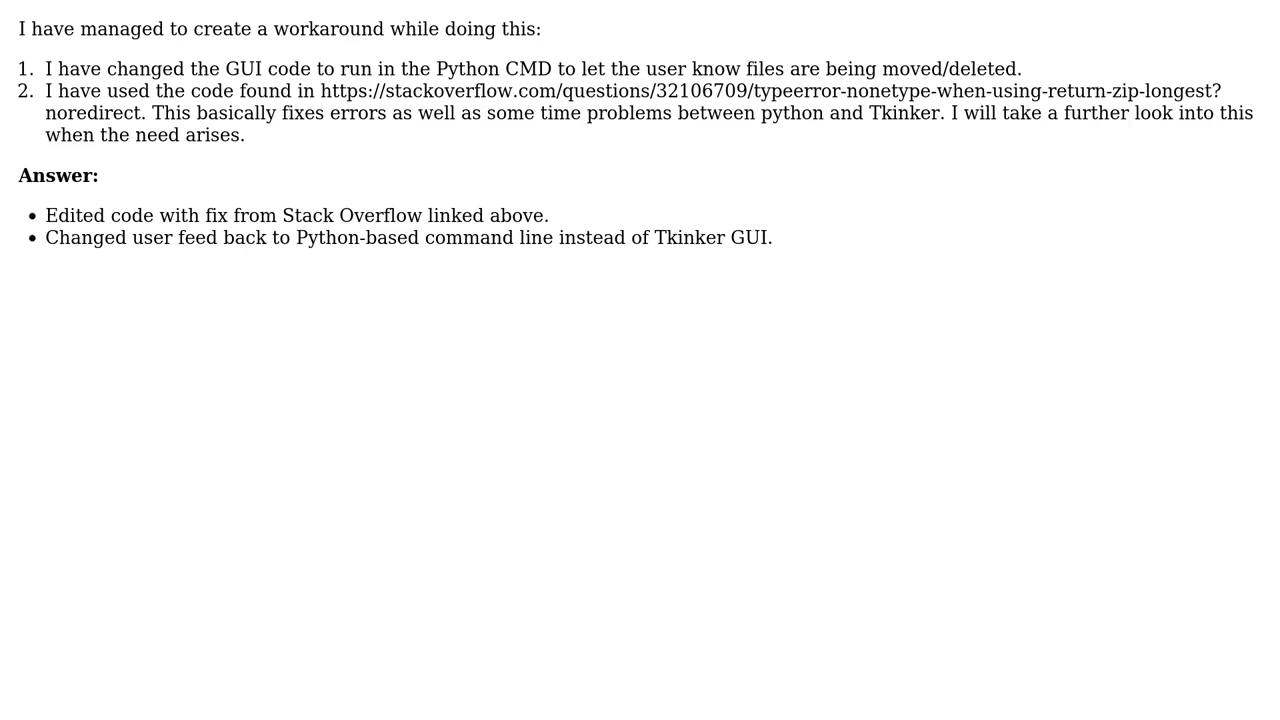 I have managed to create a workaround while doing this:
1. I have changed the GUI code to run in the Python CMD to let the user know files are being moved/deleted.
2. I have used the code found in https://stackoverflow.com/questions/32106709/typeerror-nonetype-when-using-return-zip-longest?
noredirect. This basically fixes errors as well as some time problems between python and Tkinker. I will take a further look into this
when the need arises.
Answer:
• Edited code with fix from Stack Overflow linked above.
• Changed user feed back to Python-based command line instead of Tkinker GUI.